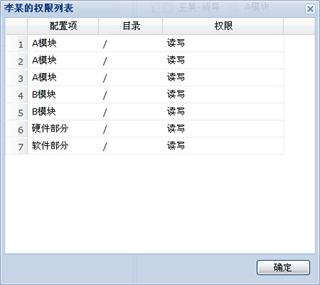 李某的权限列表
配置项 目录 权限
1 A模块 / 读写
2 A模块 / 读写
3 A模块 / 读写
4 B模块 / 读写
5 B模块 / 读写
6 硬件部分 / 读写
7 软件部分 / 读写
确定